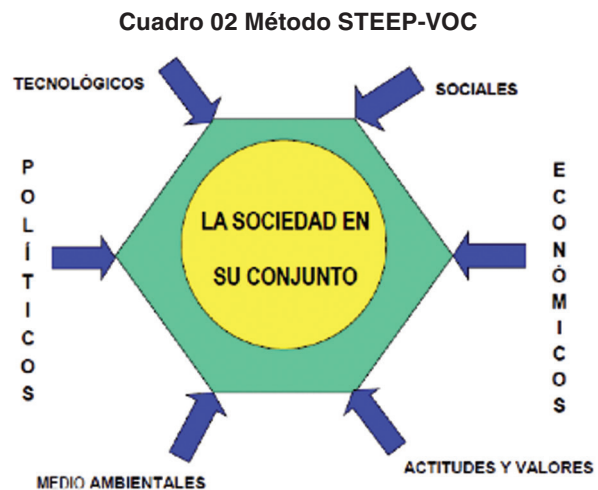 Cuadro 02 Método STEEP-VOC
TECNOLÓGICOS
SOCIALES
POLÍTICOS
LA SOCIEDAD EN
SU CONJUNTO
ECONÓMICOS
MEDIO AMBIENTALES
ACTITUDES Y VALORES